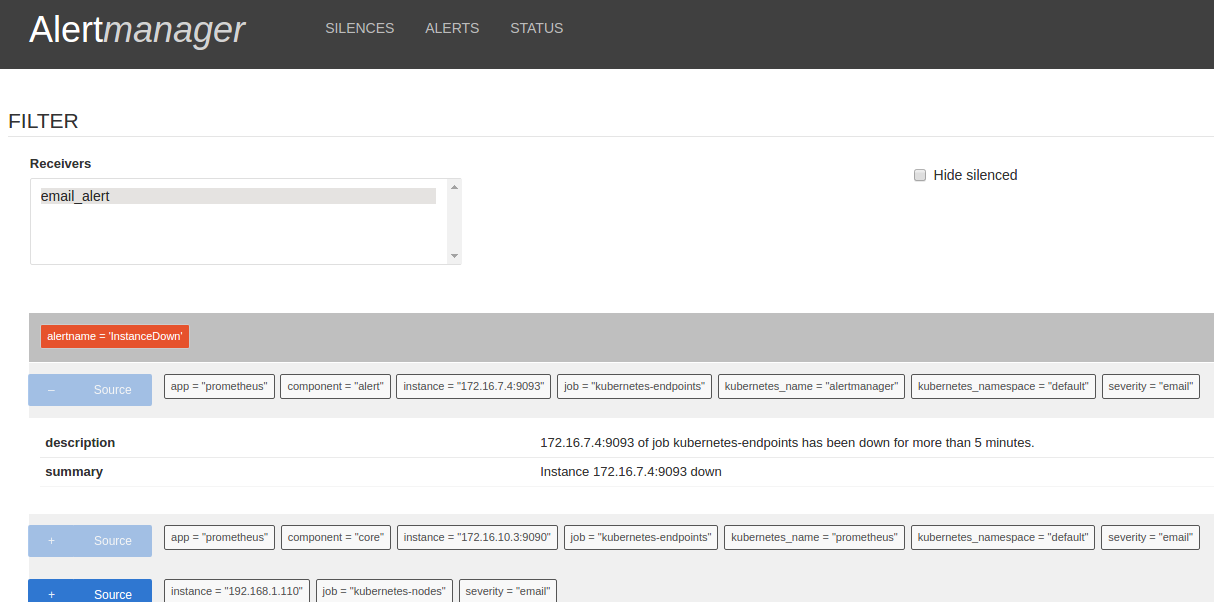 Alertmanager SILENCES ALERTS STATUS
FILTER
Receivers
Hide silenced
email_alert
alertname = 'InstanceDown'
– Source app = "prometheus" component = "alert" instance = "172.16.7.4:9093" job = "kubernetes-endpoints" kubernetes_name = "alertmanager" kubernetes_namespace = "default" severity = "email"
description 172.16.7.4:9093 of job kubernetes-endpoints has been down for more than 5 minutes.
summary Instance 172.16.7.4:9093 down
+ Source app = "prometheus" component = "core" instance = "172.16.10.3:9090" job = "kubernetes-endpoints" kubernetes_name = "prometheus" kubernetes_namespace = "default" severity = "email"
+ Source instance = "192.168.1.110" job = "kubernetes-nodes" severity = "email"